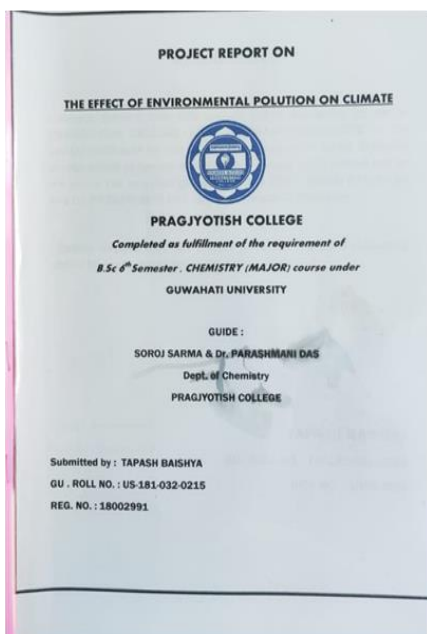 PROJECT REPORT ON
THE EFFECT OF ENVIRONMENTAL POLUTION ON CLIMATE
PRAGJYOTISH COLLEGE
Completed as fulfillment of the requirement of
B.Sc 6th Semester . CHEMISTRY (MAJOR) course under
GUWAHATI UNIVERSITY
GUIDE :
SOROJ SARMA & Dr. PARASHMANI DAS
Dept. of Chemistry
PRAGJYOTISH COLLEGE
Submitted by : TAPASH BAISHYA
GU . ROLL NO. : US-181-032-0215
REG. NO. : 18002991